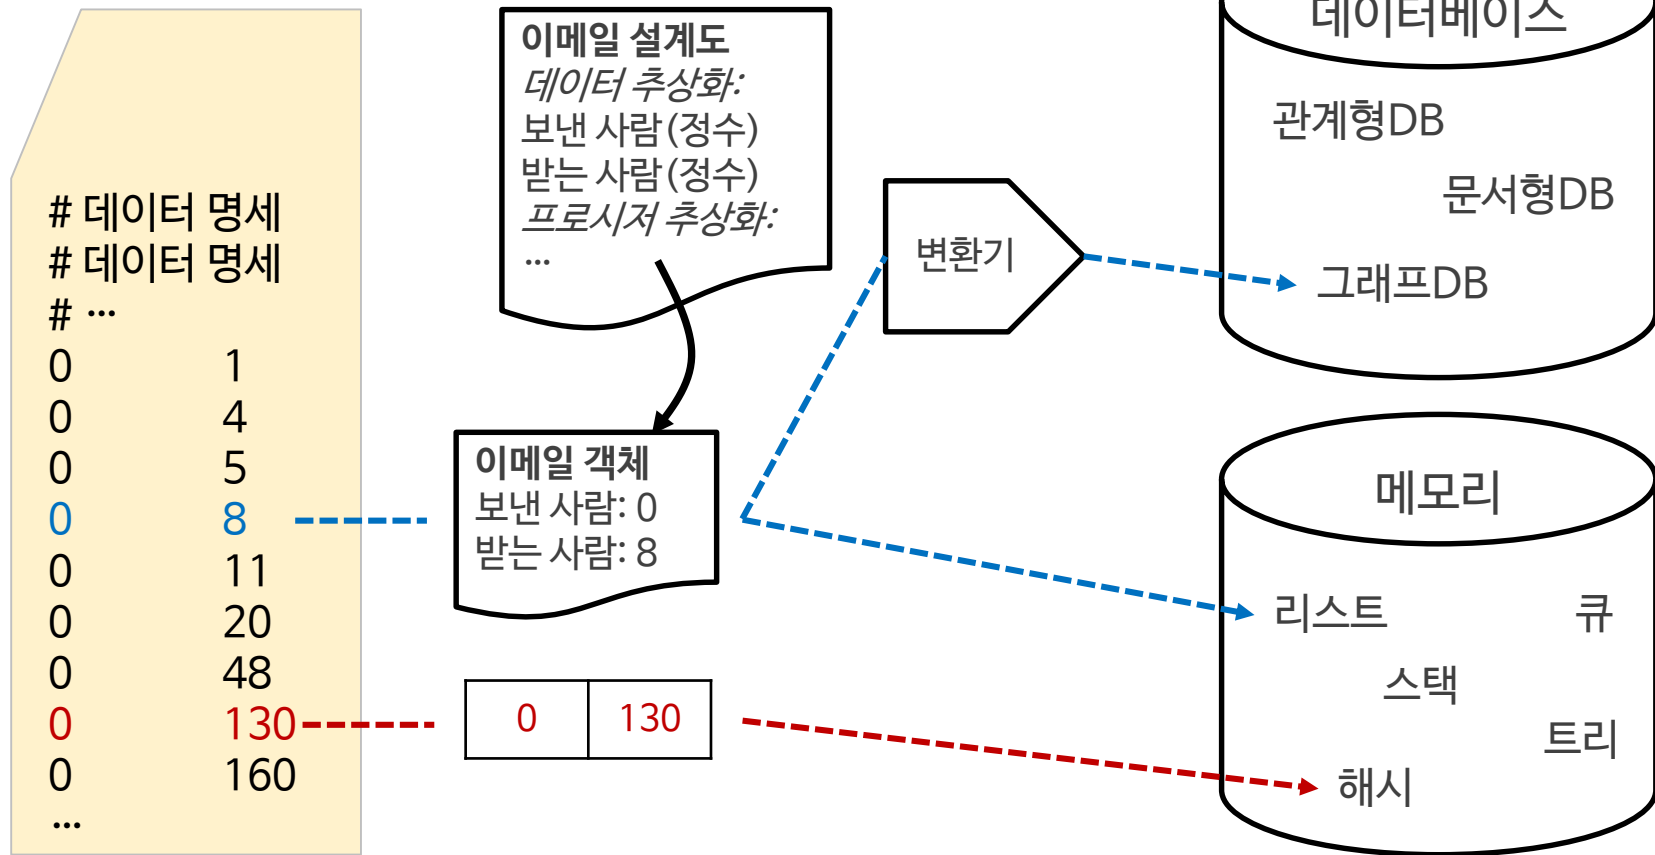 # 데이터 명세
# 데이터 명세
# ...
0 1
0 4
0 5
0 8
0 11
0 20
0 48
0 130
0 160
...
이메일 설계도
데이터 추상화:
보낸 사람(정수)
받는 사람(정수)
프로시저 추상화:
...
이메일 객체
보낸 사람: 0
받는 사람: 8
0 130
변환기
데이터베이스
관계형DB
문서형DB
그래프DB
메모리
리스트 큐
스택
트리
해시